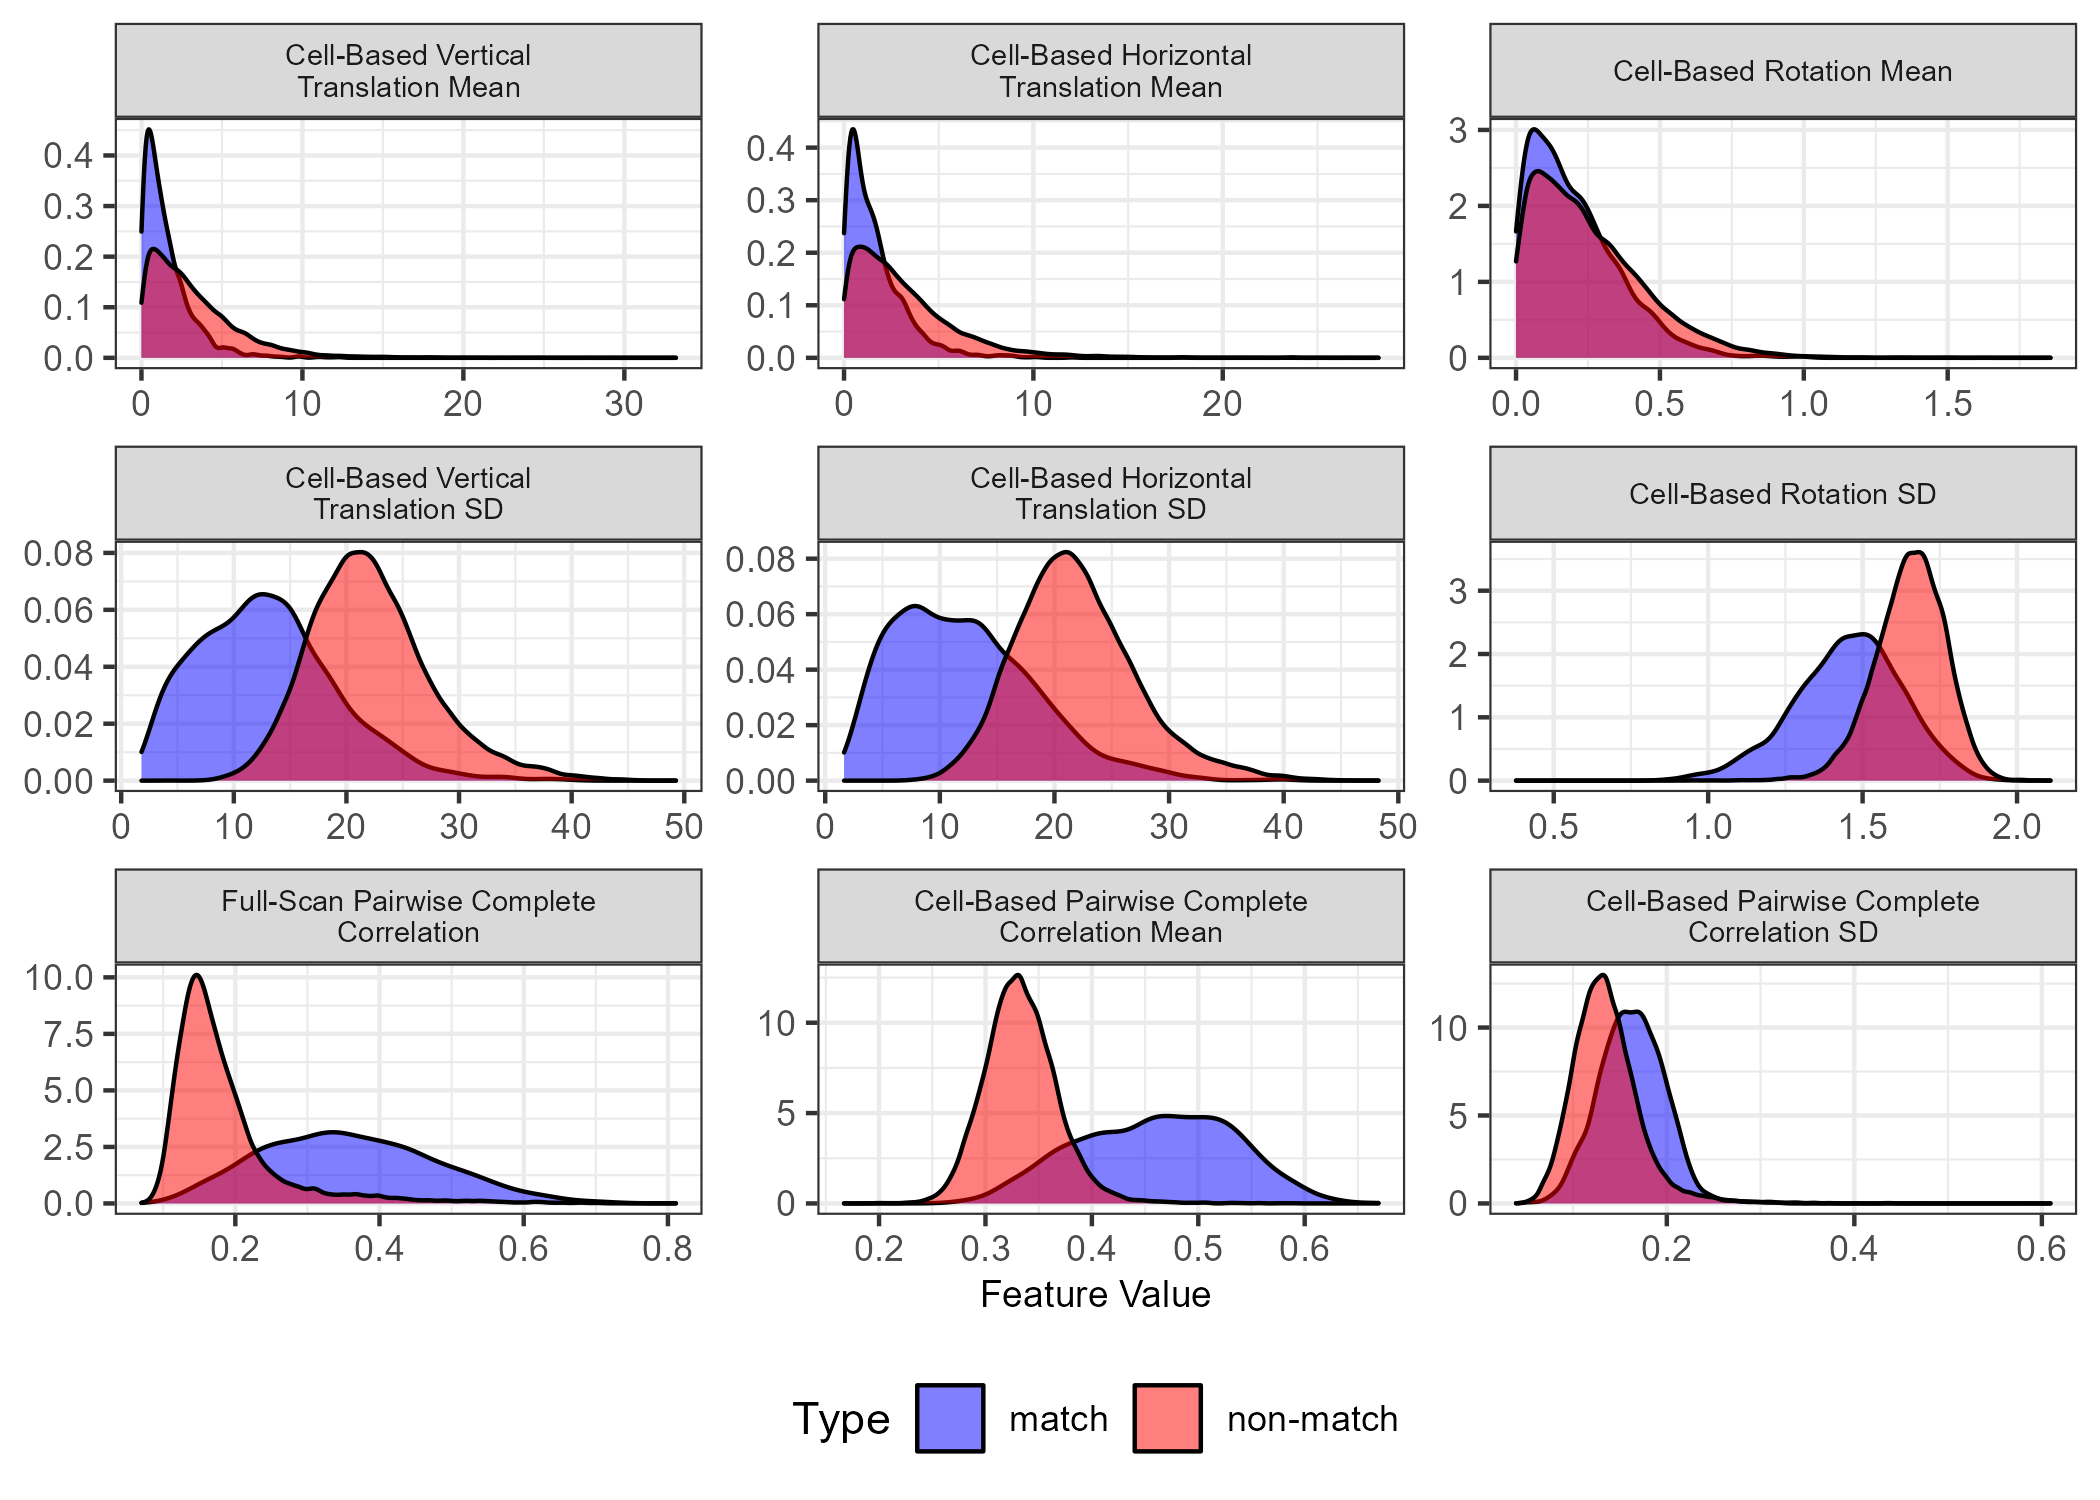 Cell-Based Vertical
Translation Mean
Cell-Based Horizontal
Translation Mean
Cell-Based Rotation Mean
0.4
0.3
0.2
0.1
0.0
0 10 20 30
0.4
0.3
0.2
0.1
0.0
0 10 20
3
2
1
0
0.0 0.5 1.0 1.5
Cell-Based Vertical
Translation SD
Cell-Based Horizontal
Translation SD
Cell-Based Rotation SD
0.08
0.06
0.04
0.02
0.00
0 10 20 30 40 50
0.08
0.06
0.04
0.02
0.00
0 10 20 30 40 50
3
2
1
0
0.5 1.0 1.5 2.0
Full-Scan Pairwise Complete
Correlation
Cell-Based Pairwise Complete
Correlation Mean
Cell-Based Pairwise Complete
Correlation SD
10.0
7.5
5.0
2.5
0.0
0.2 0.4 0.6 0.8
10
5
0
0.2 0.3 0.4 0.5 0.6
10
5
0
0.2 0.4 0.6
Feature Value
Type match non-match